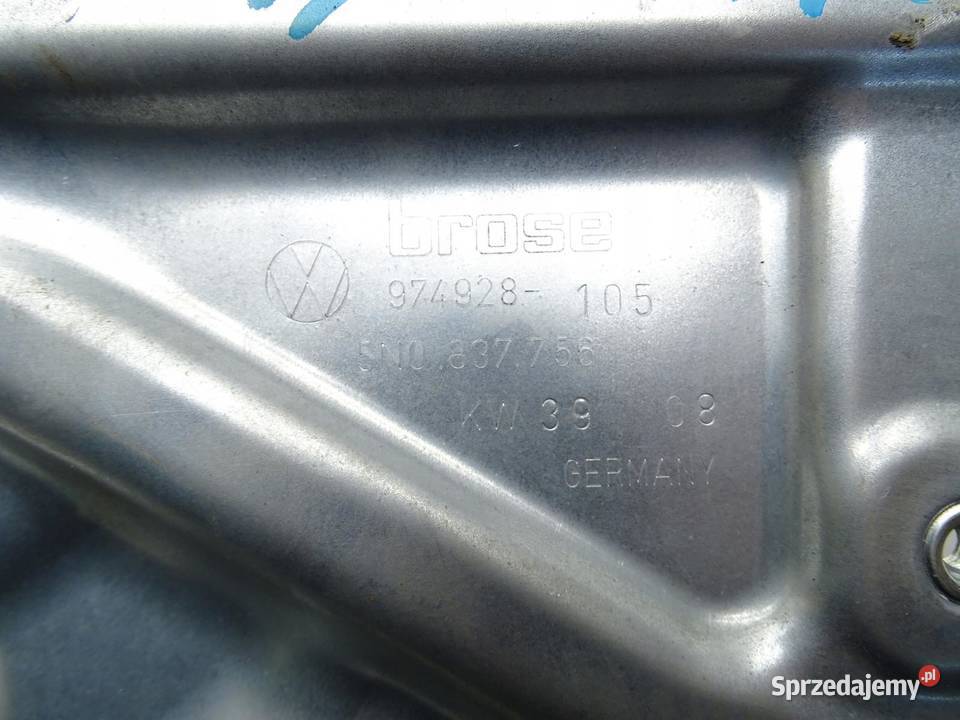 brose
974928- 105
5N0.837.756
KW 39 08
GERMANY
Sprzedajemy.pl